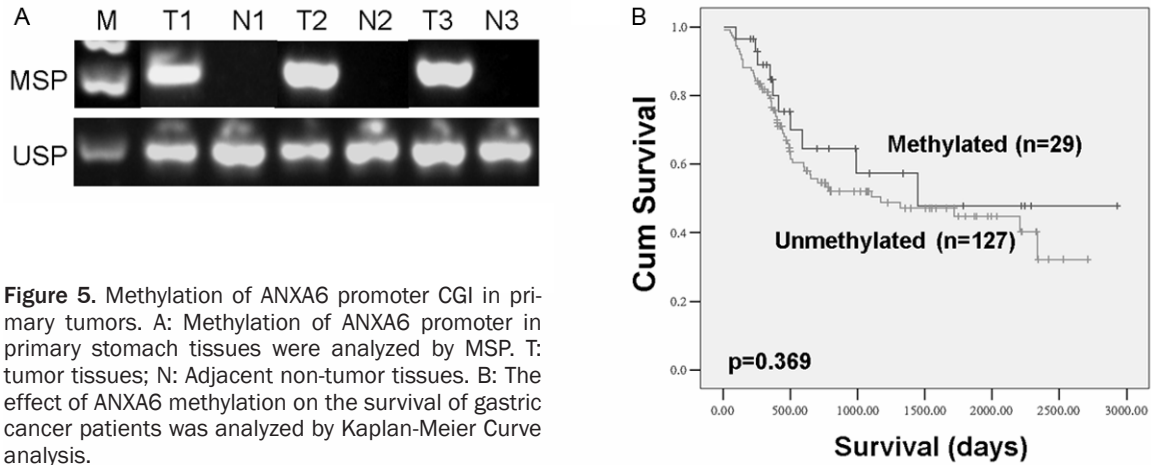 A
M T1 N1 T2 N2 T3 N3
MSP
USP
Figure 5. Methylation of ANXA6 promoter CGI in pri-
mary tumors. A: Methylation of ANXA6 promoter in
primary stomach tissues were analyzed by MSP. T:
tumor tissues; N: Adjacent non-tumor tissues. B: The
effect of ANXA6 methylation on the survival of gastric
cancer patients was analyzed by Kaplan-Meier Curve
analysis.
B
Cum Survival
1.0
0.8
0.6
0.4
0.2
0.0
Methylated (n=29)
Unmethylated (n=127)
p=0.369
0.00 500.00 1000.00 1500.00 2000.00 2500.00 3000.00
Survival (days)